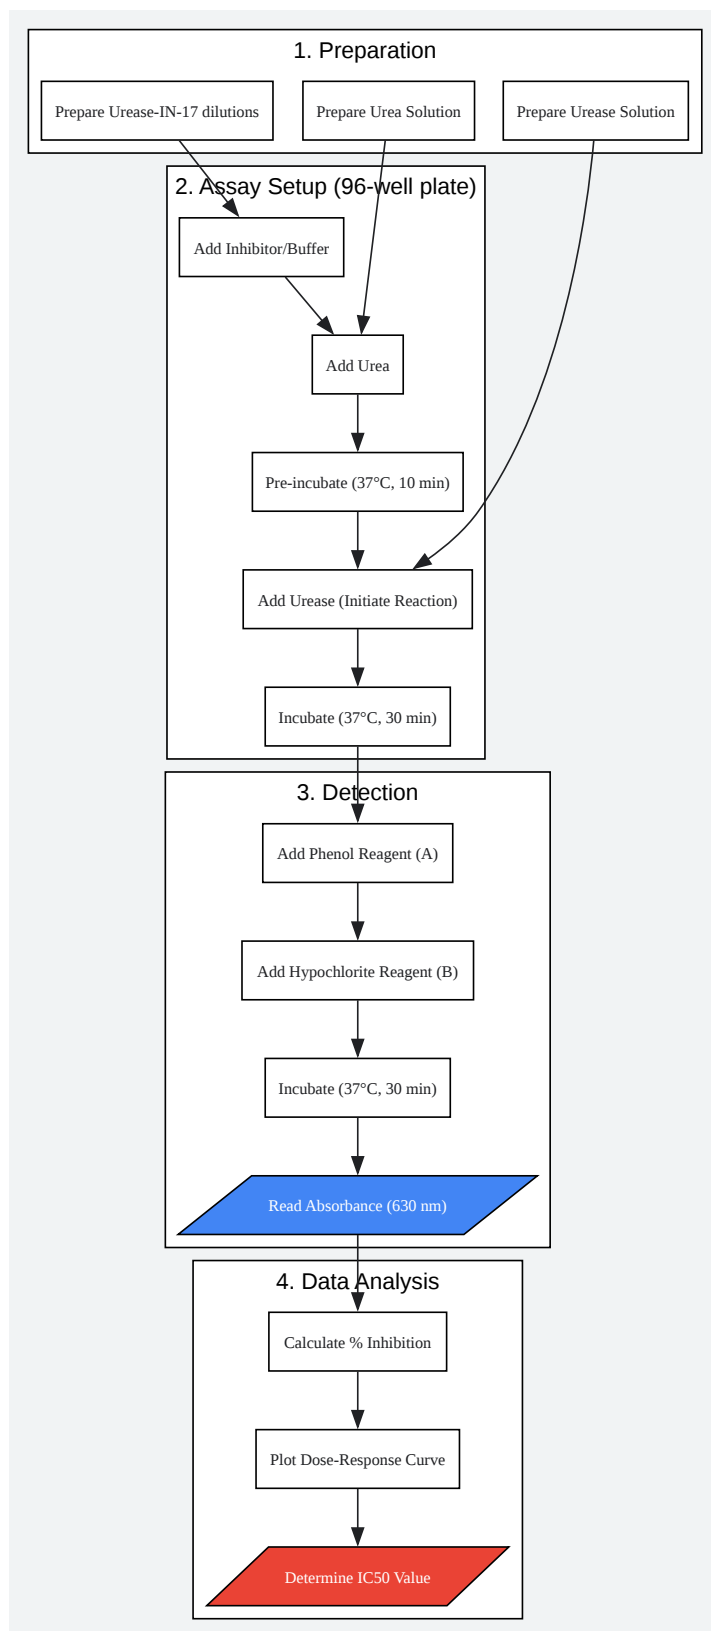 1. Preparation
Prepare Urease-IN-17 dilutions
Prepare Urea Solution
Prepare Urease Solution
2. Assay Setup (96-well plate)
Add Inhibitor/Buffer
Add Urea
Pre-incubate (37°C, 10 min)
Add Urease (Initiate Reaction)
Incubate (37°C, 30 min)
3. Detection
Add Phenol Reagent (A)
Add Hypochlorite Reagent (B)
Incubate (37°C, 30 min)
Read Absorbance (630 nm)
4. Data Analysis
Calculate % Inhibition
Plot Dose-Response Curve
Determine IC50 Value